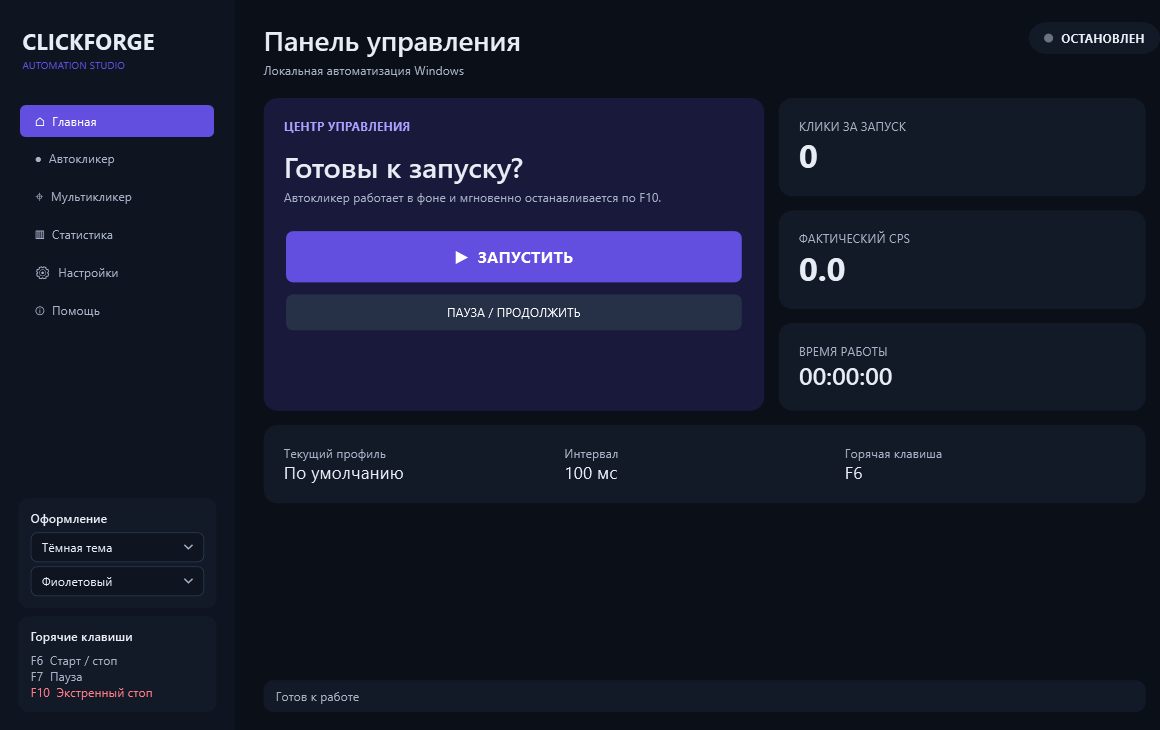 CLICKFORGE
AUTOMATION STUDIO
Главная
Автокликер
Мультикликер
Статистика
Настройки
Помощь
Оформление
Тёмная тема
Фиолетовый
Горячие клавиши
F6 Старт / стоп
F7 Пауза
F10 Экстренный стоп
Панель управления
Локальная автоматизация Windows
ОСТАНОВЛЕН
ЦЕНТР УПРАВЛЕНИЯ
Готовы к запуску?
Автокликер работает в фоне и мгновенно останавливается по F10.
ЗАПУСТИТЬ
ПАУЗА / ПРОДОЛЖИТЬ
КЛИКИ ЗА ЗАПУСК
0
ФАКТИЧЕСКИЙ CPS
0.0
ВРЕМЯ РАБОТЫ
00:00:00
Текущий профиль
По умолчанию
Интервал
100 мс
Горячая клавиша
F6
Готов к работе